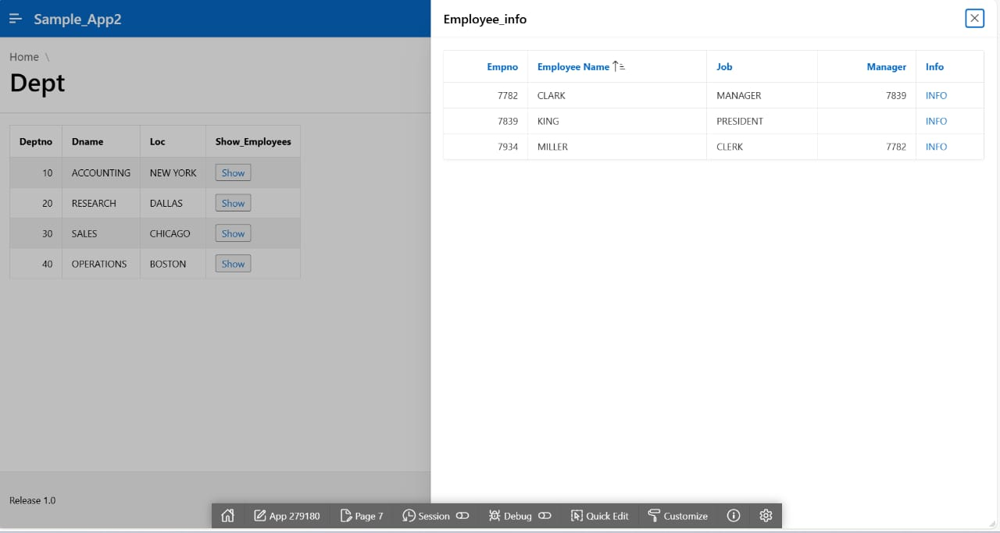 Sample_App2
Home \
Dept
Deptno Dname Loc Show_Employees
10 ACCOUNTING NEW YORK Show
20 RESEARCH DALLAS Show
30 SALES CHICAGO Show
40 OPERATIONS BOSTON Show
Employee_info
Empno Employee Name Job Manager Info
7782 CLARK MANAGER 7839 INFO
7839 KING PRESIDENT INFO
7934 MILLER CLERK 7782 INFO
Release 1.0
App 279180 Page 7 Session Debug Quick Edit Customize